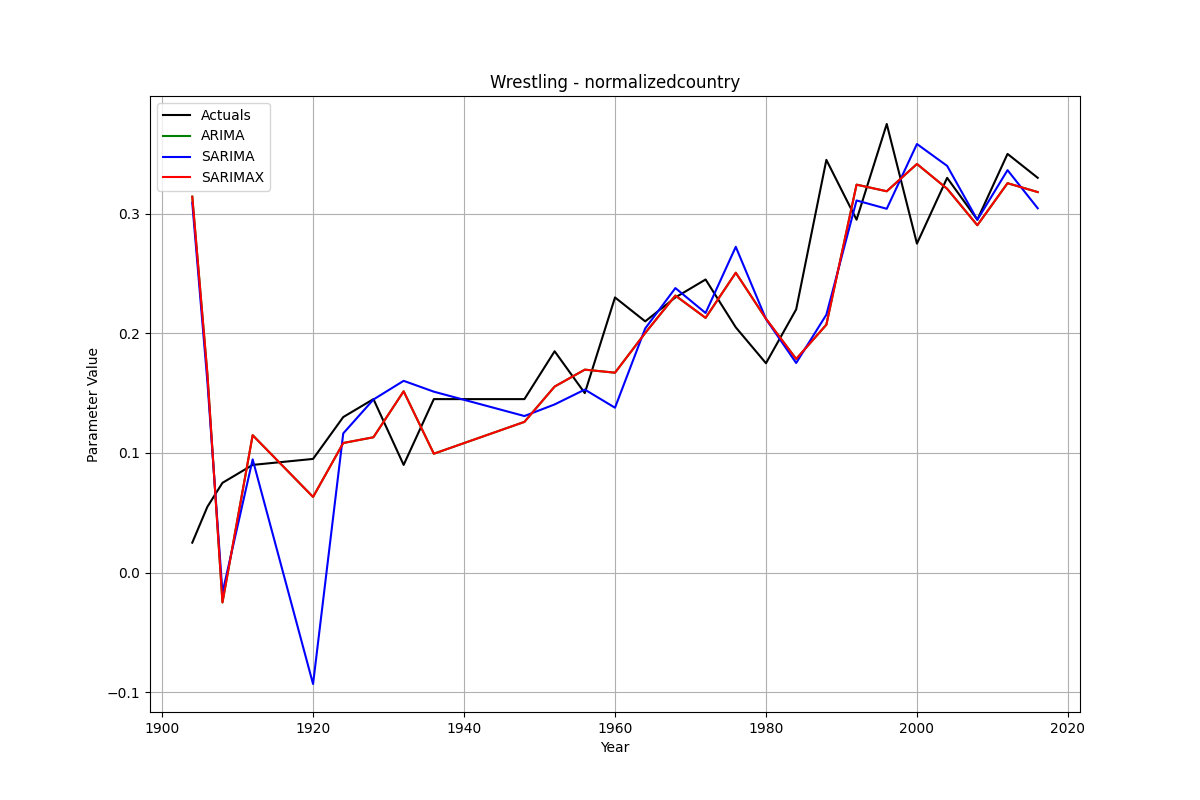 Wrestling - normalizedcountry
Actuals
ARIMA
SARIMA
SARIMAX
0.3
0.2
0.1
0.0
−0.1
Parameter Value
1900 1920 1940 1960 1980 2000 2020
Year